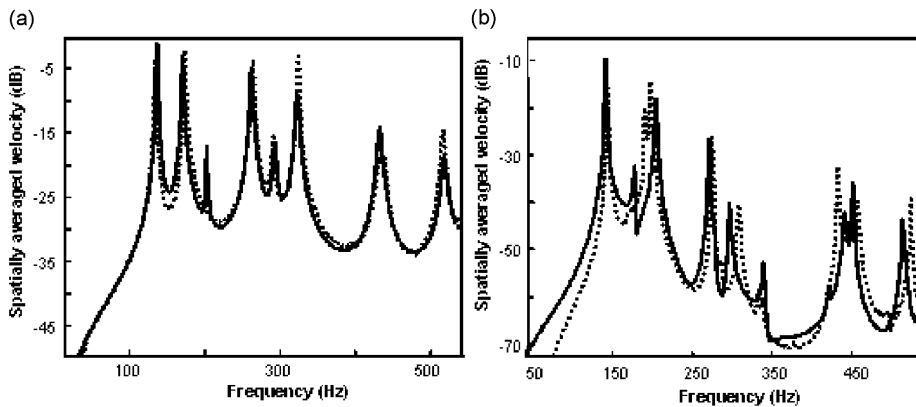 (a)
Spatially averaged velocity (dB)
-5
-15
-25
-35
-45
100
300
500
Frequency (Hz)
(b)
Spatially averaged velocity (dB)
-10
-30
-50
-70
50
150
250
350
450
Frequency (Hz)